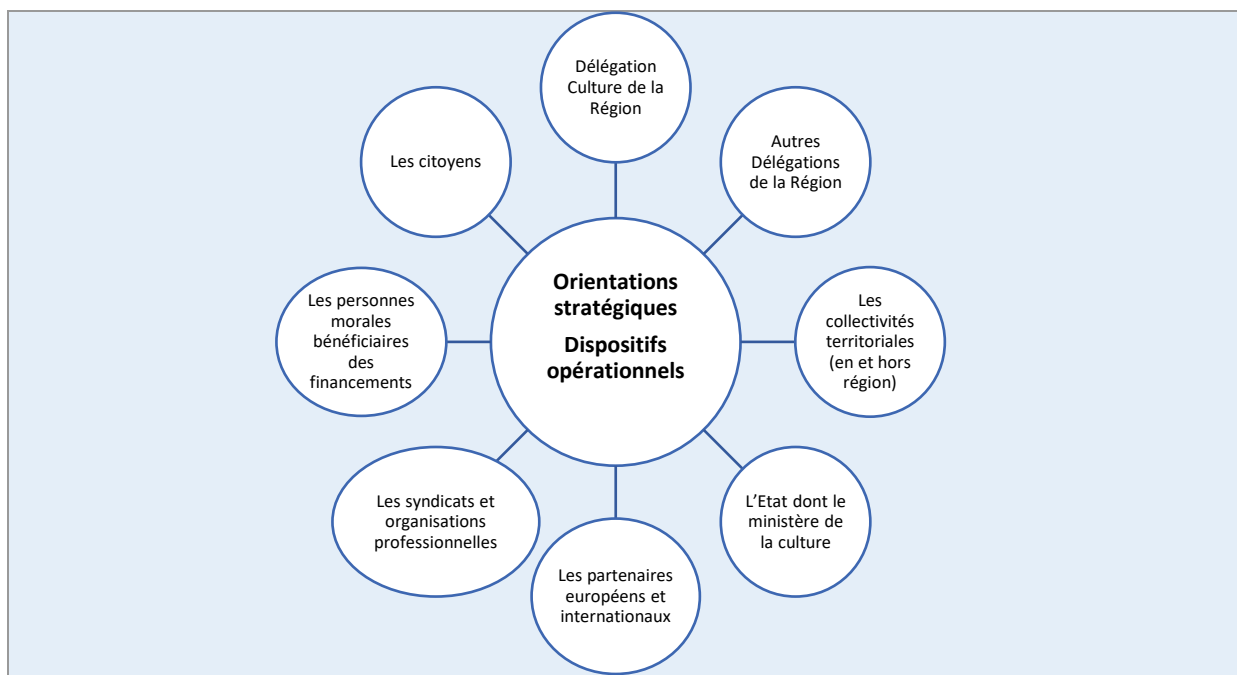 Délégation
Culture de la
Région
Autres
Délégations
de la Région
Les citoyens
Orientations
stratégiques
Dispositifs
opérationnels
Les personnes
morales
bénéficiaires
des
financements
Les
collectivités
territoriales
(en et hors
région)
Les syndicats et
organisations
professionnelles
L’Etat dont le
ministère de
la culture
Les partenaires
européens et
internationaux